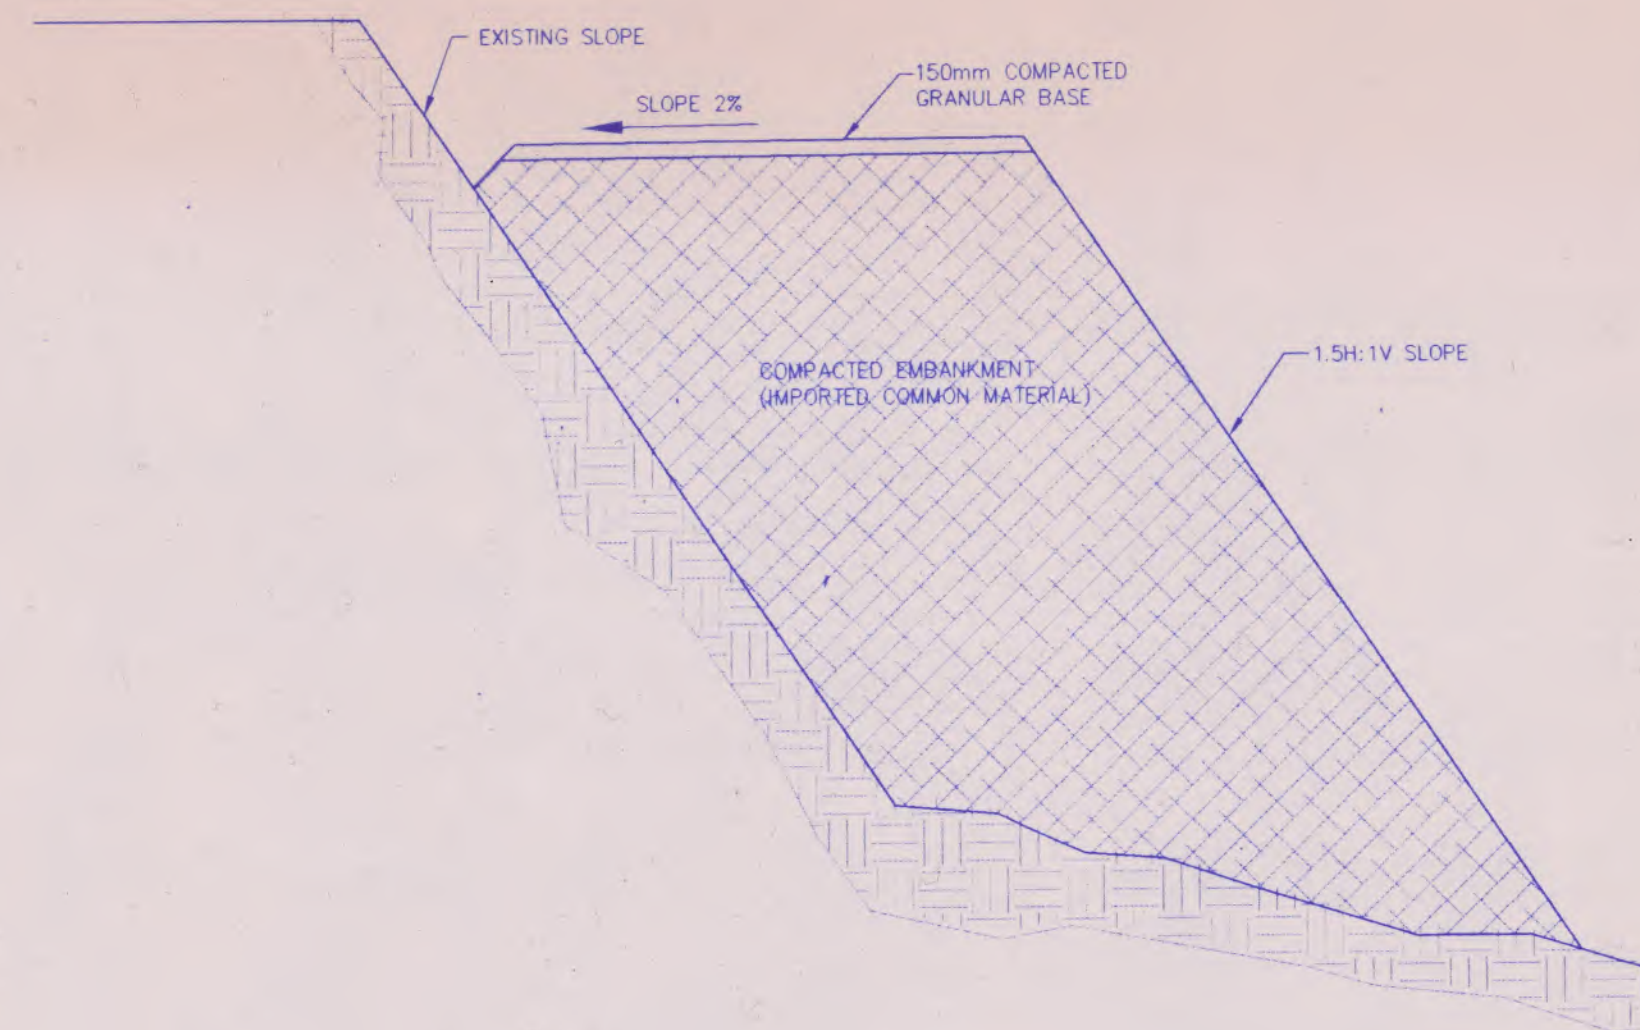 EXISTING SLOPE
150mm COMPACTED
GRANULAR BASE
SLOPE 2%
1.5H:1V SLOPE
COMPACTED EMBANKMENT
(IMPORTED COMMON MATERIAL)